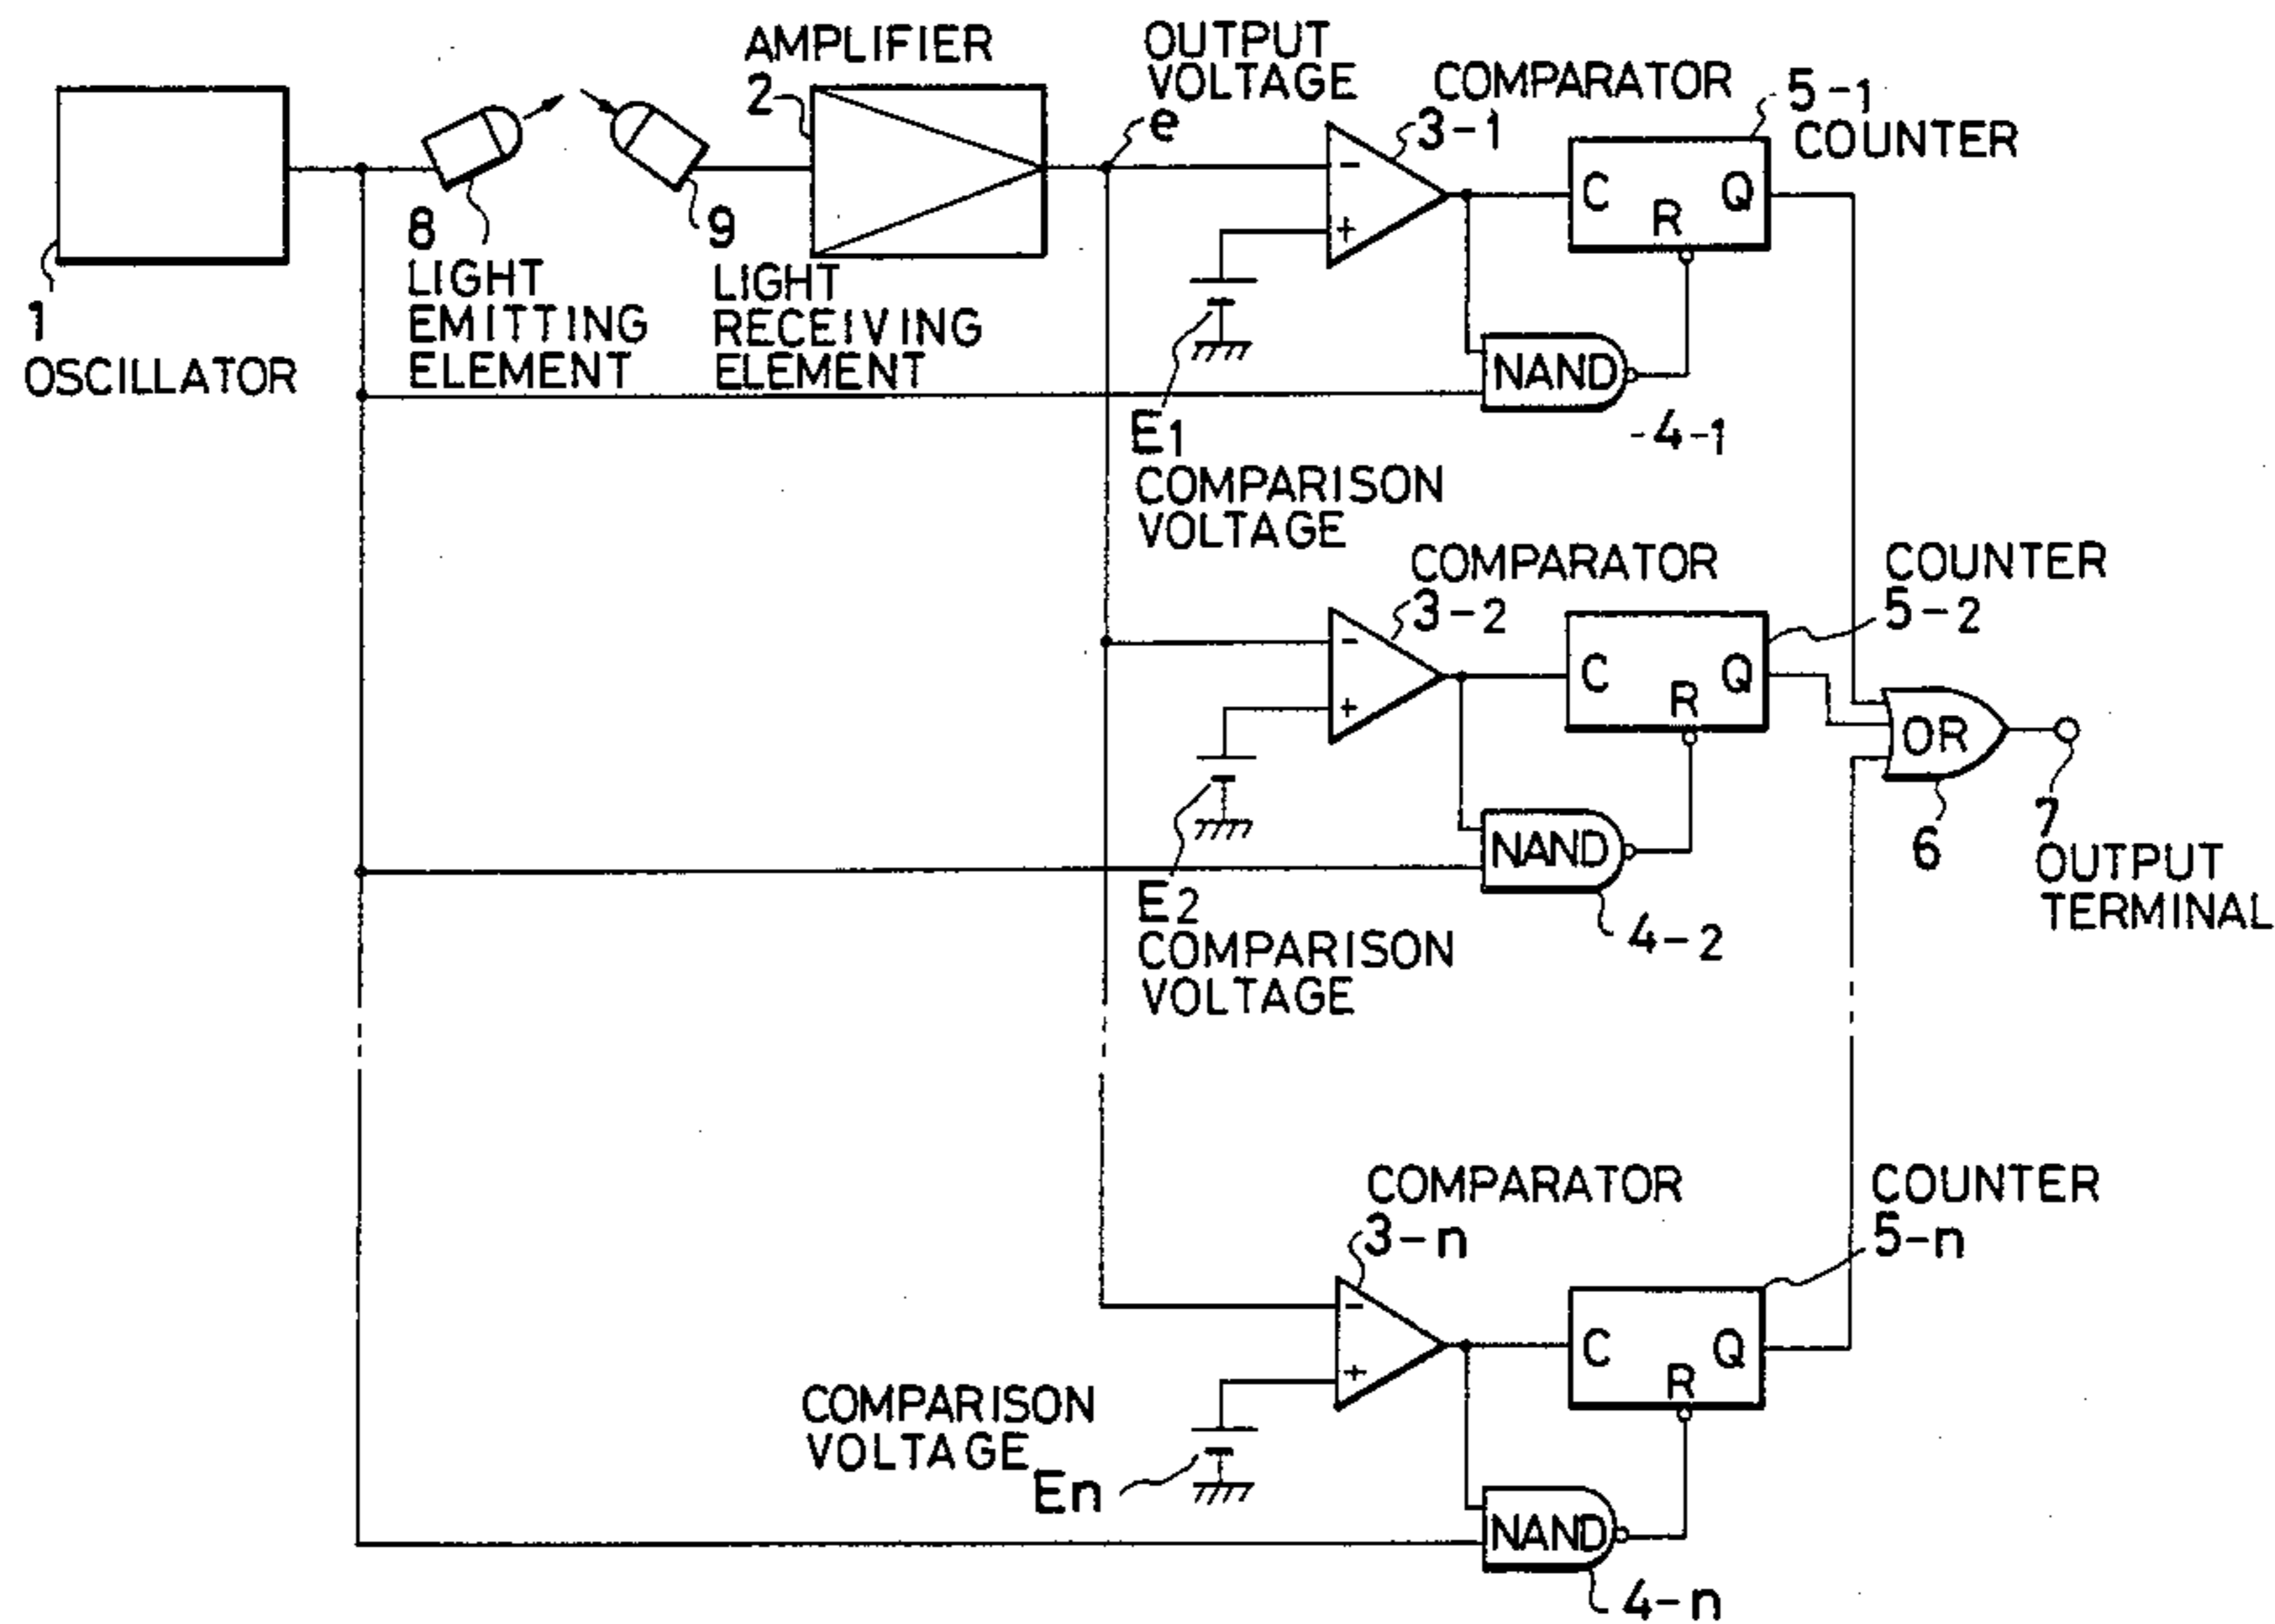 1
OSCILLATOR
8
LIGHT
EMITTING
ELEMENT
9
LIGHT
RECEIVING
ELEMENT
AMPLIFIER
2
OUTPUT
VOLTAGE
e
COMPARATOR
3-1
-
+
5-1
COUNTER
C
R
Q
NAND
-4-1
E1
COMPARISON
VOLTAGE
COMPARATOR
3-2
-
+
COUNTER
5-2
C
R
Q
NAND
4-2
E2
COMPARISON
VOLTAGE
OR
6
7
OUTPUT
TERMINAL
COMPARATOR
3-n
-
+
COUNTER
5-n
C
R
Q
NAND
4-n
COMPARISON
VOLTAGE
En